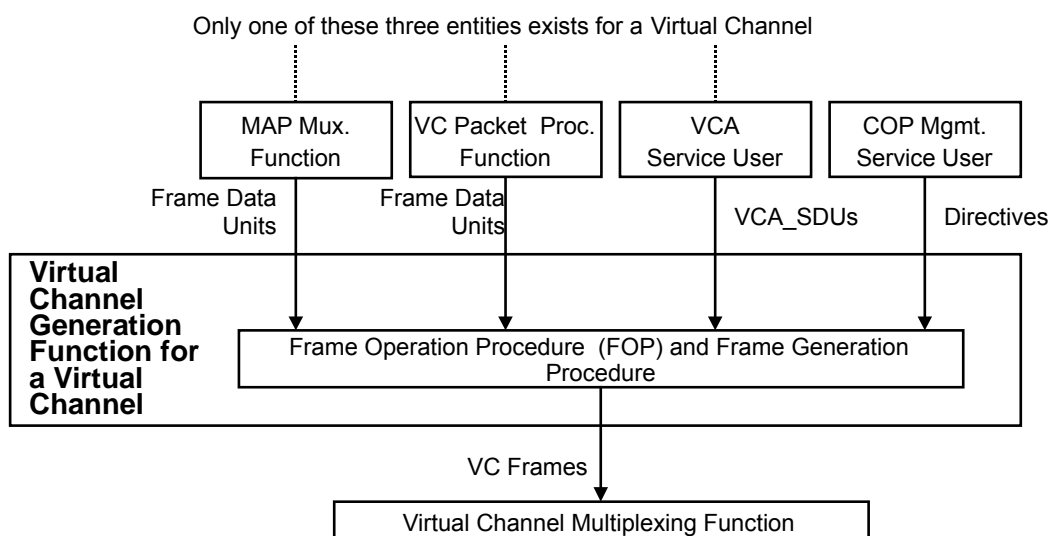 Only one of these three entities exists for a Virtual Channel
MAP Mux.
Function
VC Packet Proc.
Function
VCA
Service User
COP Mgmt.
Service User
Frame Data
Units
Frame Data
Units
VCA_SDUs
Directives
Virtual
Channel
Generation
Function for
a Virtual
Channel
Frame Operation Procedure (FOP) and Frame Generation
Procedure
VC Frames
Virtual Channel Multiplexing Function